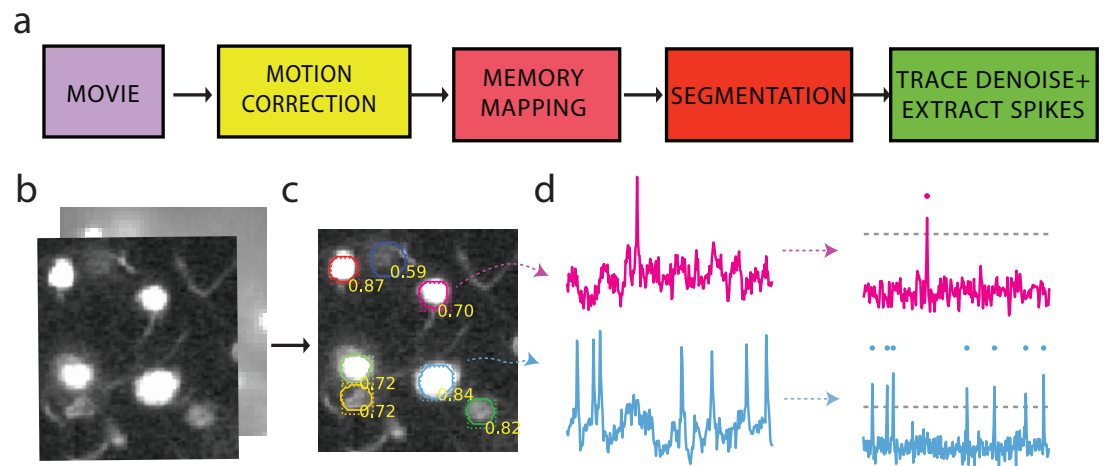 a
MOVIE
MOTION
CORRECTION
MEMORY
MAPPING
SEGMENTATION
TRACE DENOISE+
EXTRACT SPIKES
b
c
d
0.59
0.87
0.70
0.72
0.84
0.72
0.82